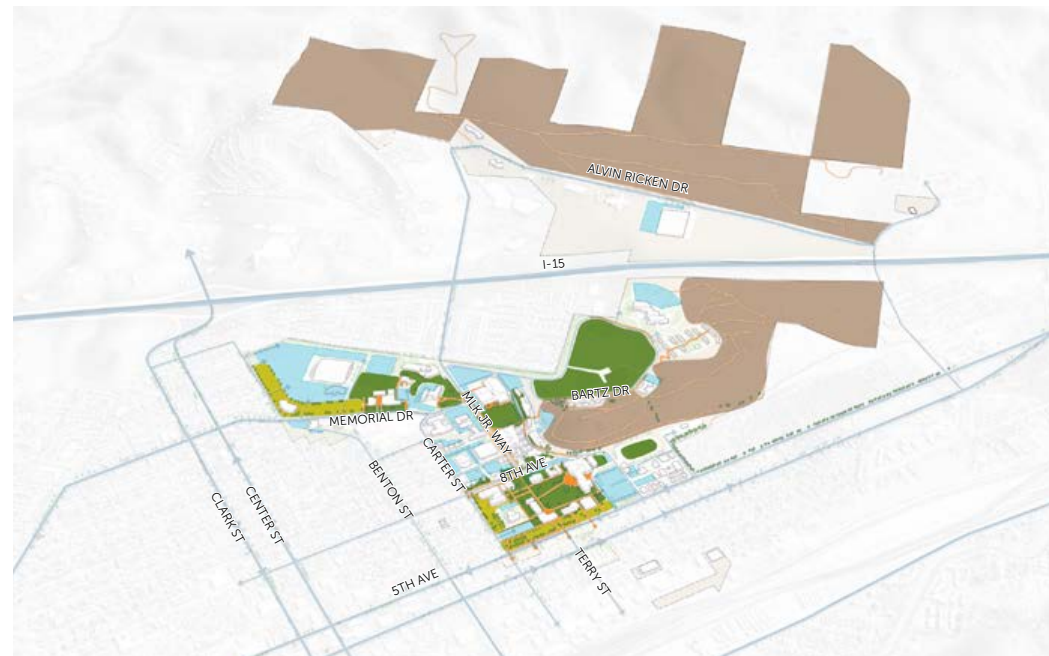 ALVIN RICKEN DR
I-15
BARTZ DR
MEMORIAL DR
MLK JR. WAY
CARTER ST
8TH AVE
BENTON ST
CENTER ST
CLARK ST
5TH AVE
TERRY ST